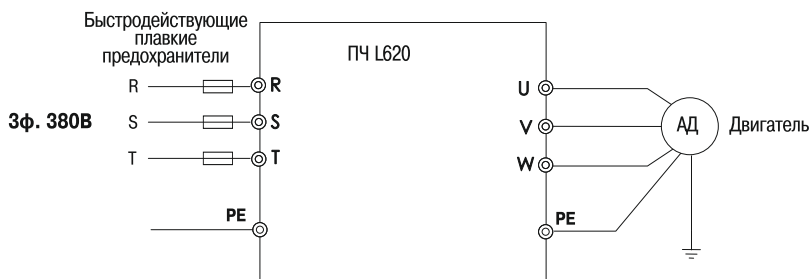 Быстродействующие
плавкие
предохранители
ПЧ L620
R R
3ф. 380В S S
T T
PE
U
V
W
PE
АД Двигатель